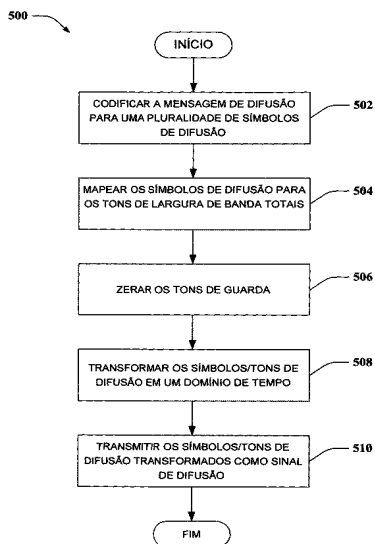 500
INÍCIO
CODIFICAR A MENSAGEM DE DIFUSÃO
PARA UMA PLURALIDADE DE SÍMBOLOS
DE DIFUSÃO
502
MAPEAR OS SÍMBOLOS DE DIFUSÃO PARA
OS TONS DE LARGURA DE BANDA TOTAIS
504
ZERAR OS TONS DE GUARDA
506
TRANSFORMAR OS SÍMBOLOS/TONS DE
DIFUSÃO EM UM DOMÍNIO DE TEMPO
508
TRANSMITIR OS SÍMBOLOS/TONS DE
DIFUSÃO TRANSFORMADOS COMO SINAL
DE DIFUSÃO
510
FIM